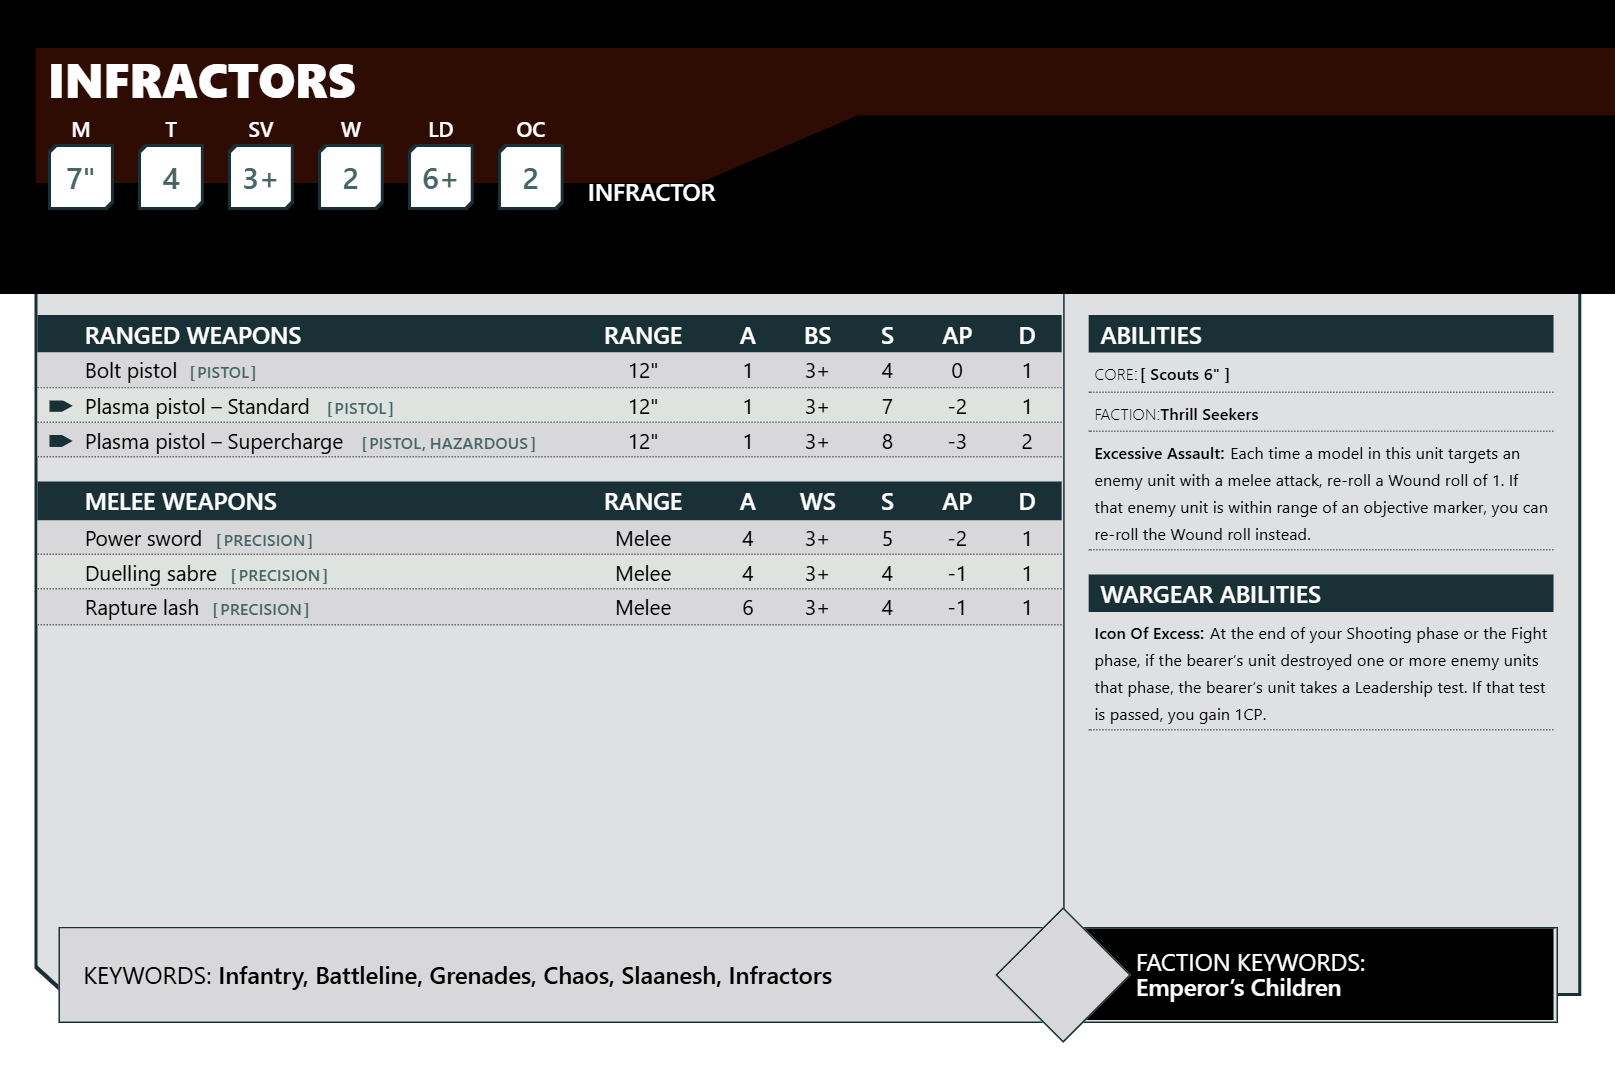 INFRACTORS
M T SV W LD OC
7" 4 3+ 2 6+ 2 INFRACTOR
RANGED WEAPONS RANGE A BS S AP D
Bolt pistol [PISTOL] 12" 1 3+ 4 0 1
Plasma pistol – Standard [PISTOL] 12" 1 3+ 7 -2 1
Plasma pistol – Supercharge [PISTOL, HAZARDOUS] 12" 1 3+ 8 -3 2
MELEE WEAPONS RANGE A WS S AP D
Power sword [PRECISION] Melee 4 3+ 5 -2 1
Duelling sabre [PRECISION] Melee 4 3+ 4 -1 1
Rapture lash [PRECISION] Melee 6 3+ 4 -1 1
ABILITIES
CORE: [ Scouts 6" ]
FACTION: Thrill Seekers
Excessive Assault: Each time a model in this unit targets an
enemy unit with a melee attack, re-roll a Wound roll of 1. If
that enemy unit is within range of an objective marker, you can
re-roll the Wound roll instead.
WARGEAR ABILITIES
Icon Of Excess: At the end of your Shooting phase or the Fight
phase, if the bearer’s unit destroyed one or more enemy units
that phase, the bearer’s unit takes a Leadership test. If that test
is passed, you gain 1CP.
KEYWORDS: Infantry, Battleline, Grenades, Chaos, Slaanesh, Infractors
FACTION KEYWORDS:
Emperor’s Children